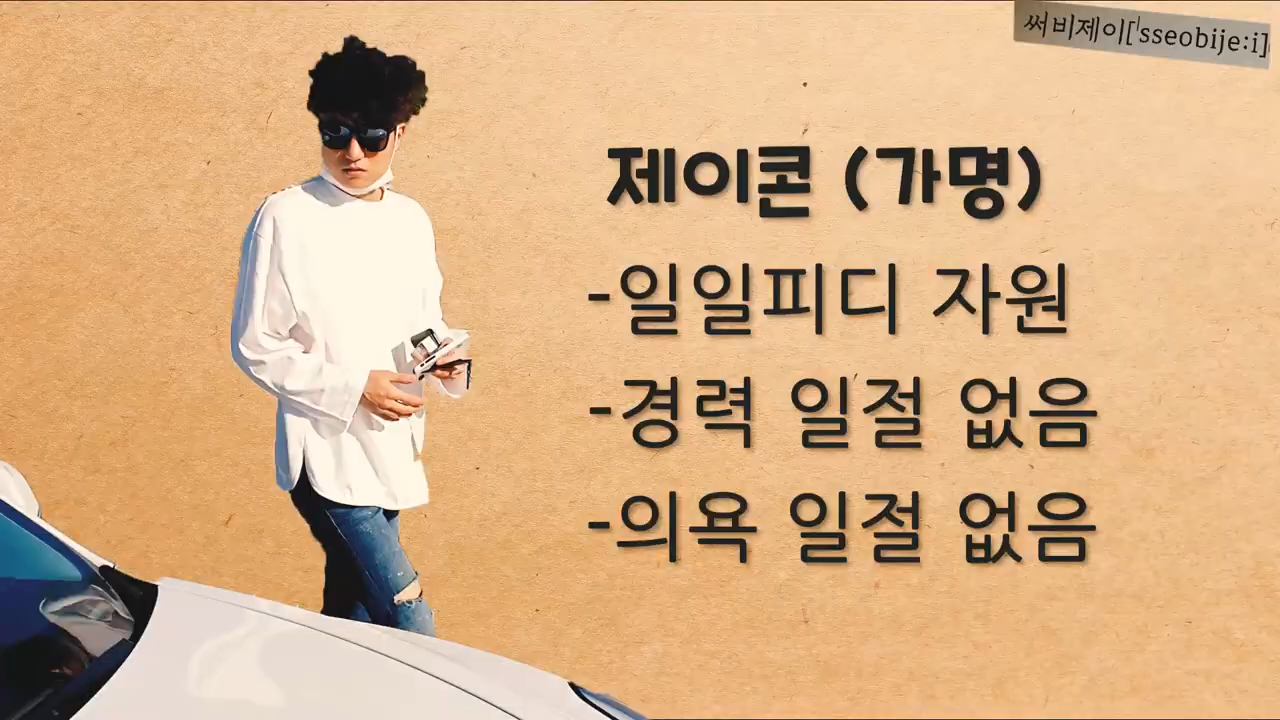 써비제이['sseobije:i]
제이콘 (가명)
-일일피디 자원
-경력 일절 없음
-의욕 일절 없음